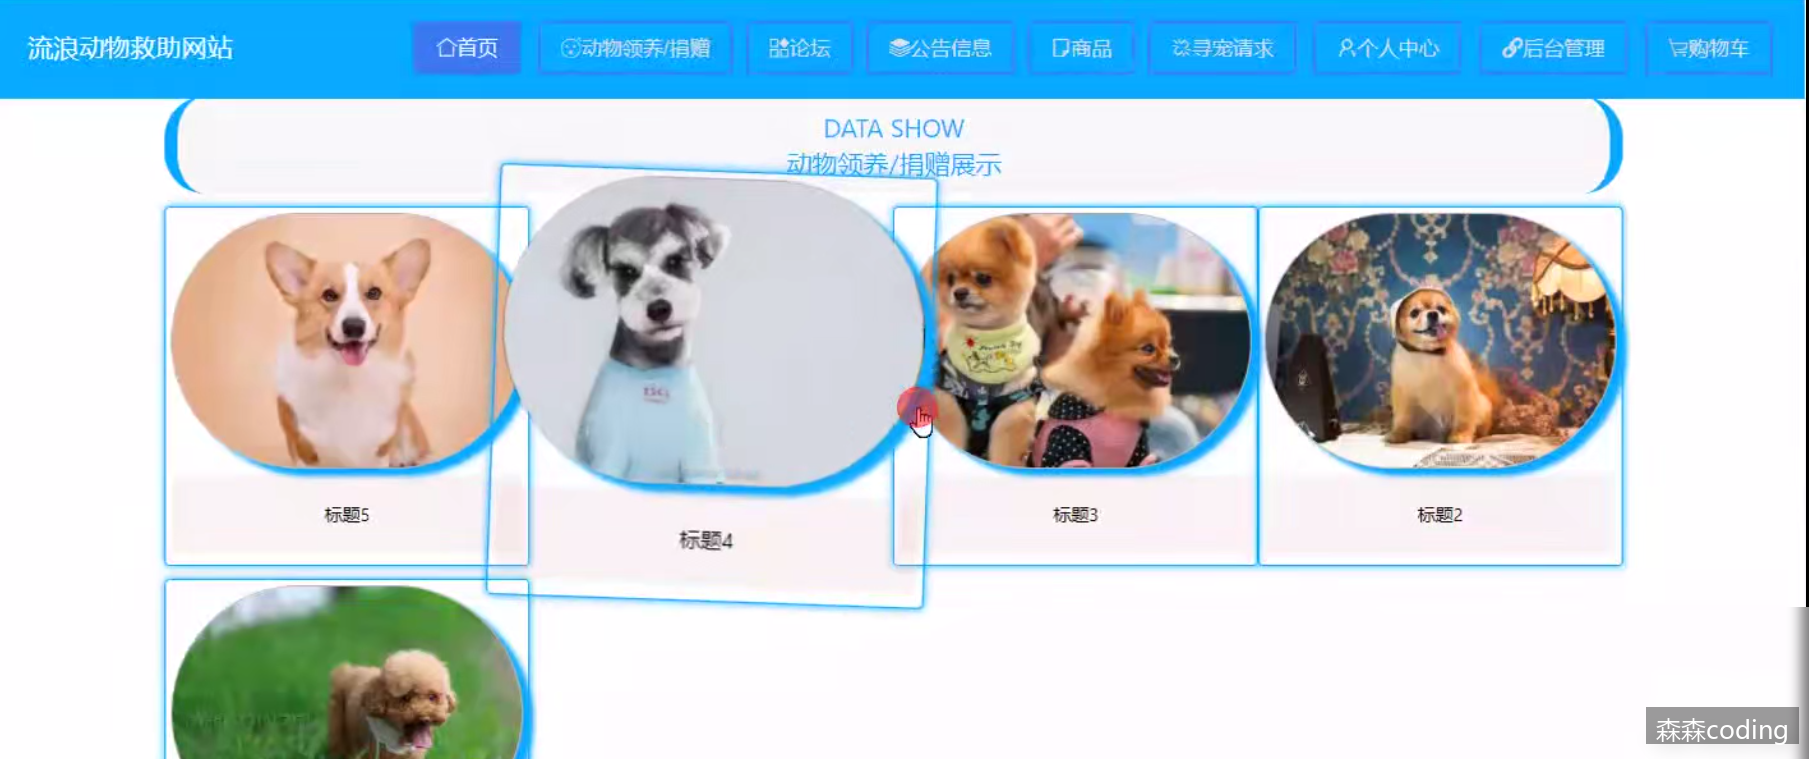 流浪动物救助网站
首页
动物领养/捐赠
论坛
公告信息
商品
寻宠请求
个人中心
后台管理
购物车
DATA SHOW
动物领养/捐赠展示
标题5
标题4
标题3
标题2
森森coding